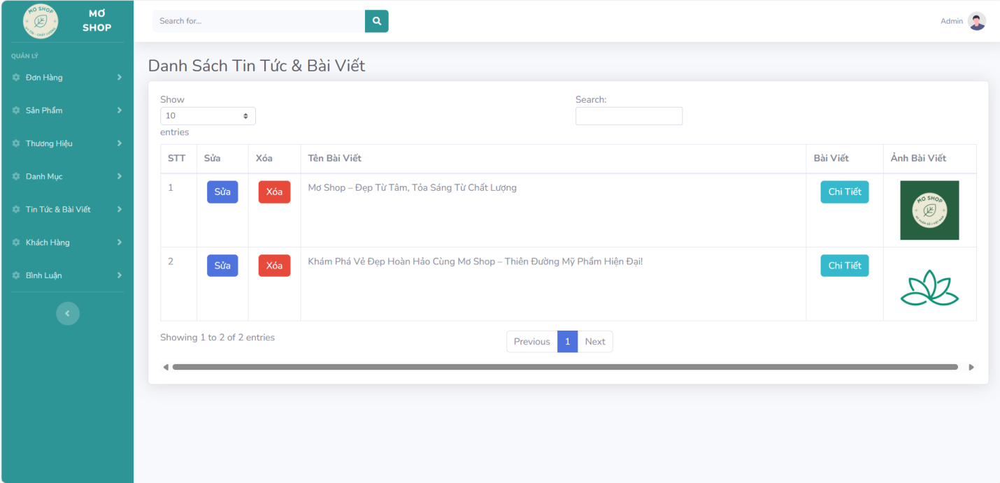 MƠ SHOP
UY TÍN - CHẤT LƯỢNG
MƠ
SHOP
Search for...
Admin
QUẢN LÝ
Đơn Hàng
Sản Phẩm
Thương Hiệu
Danh Mục
Tin Tức & Bài Viết
Khách Hàng
Bình Luận
Danh Sách Tin Tức & Bài Viết
Show
10
entries
Search:
STT Sửa Xóa Tên Bài Viết Bài Viết Ảnh Bài Viết
1 Sửa Xóa Mơ Shop – Đẹp Từ Tâm, Tỏa Sáng Từ Chất Lượng Chi Tiết
MƠ SHOP
2 Sửa Xóa Khám Phá Vẻ Đẹp Hoàn Hảo Cùng Mơ Shop – Thiên Đường Mỹ Phẩm Hiện Đại! Chi Tiết
Showing 1 to 2 of 2 entries
Previous 1 Next